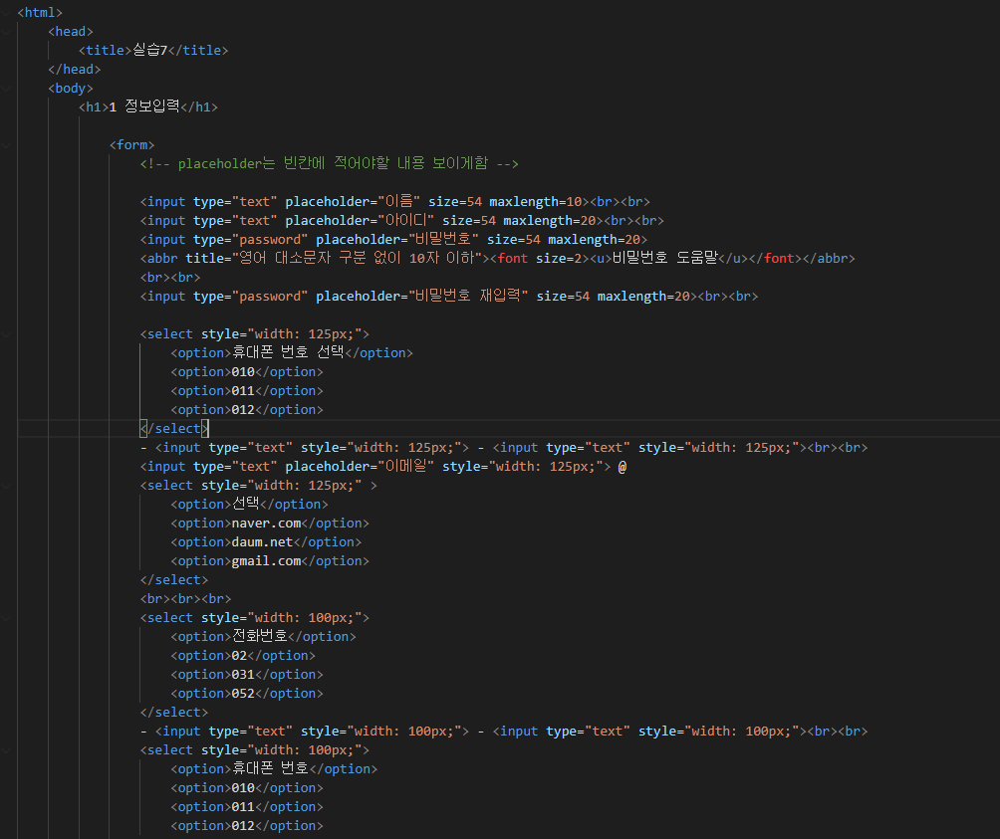 <html>
<head>
<title>실습7</title>
</head>
<body>
<h1>1 정보입력</h1>
<form>
<!-- placeholder는 빈칸에 적어야할 내용 보이게함 -->
<input type="text" placeholder="이름" size=54 maxlength=10><br><br>
<input type="text" placeholder="아이디" size=54 maxlength=20><br><br>
<input type="password" placeholder="비밀번호" size=54 maxlength=20>
<abbr title="영어 대소문자 구분 없이 10자 이하"><font size=2><u>비밀번호 도움말</u></font></abbr>
<br><br>
<input type="password" placeholder="비밀번호 재입력" size=54 maxlength=20><br><br>
<select style="width: 125px;">
<option>휴대폰 번호 선택</option>
<option>010</option>
<option>011</option>
<option>012</option>
</select>
- <input type="text" style="width: 125px;"> - <input type="text" style="width: 125px;"><br><br>
<input type="text" placeholder="이메일" style="width: 125px;"> @
<select style="width: 125px;" >
<option>선택</option>
<option>naver.com</option>
<option>daum.net</option>
<option>gmail.com</option>
</select>
<br><br><br>
<select style="width: 100px;">
<option>전화번호</option>
<option>02</option>
<option>031</option>
<option>052</option>
</select>
- <input type="text" style="width: 100px;"> - <input type="text" style="width: 100px;"><br><br>
<select style="width: 100px;">
<option>휴대폰 번호</option>
<option>010</option>
<option>011</option>
<option>012</option>